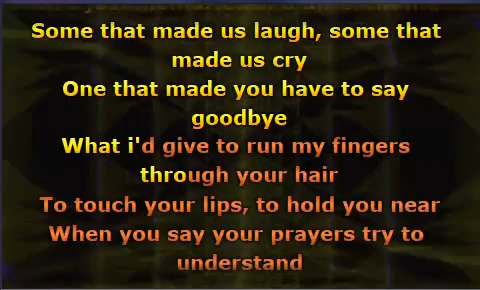 Some that made us laugh, some that
made us cry
One that made you have to say
goodbye
What i'd give to run my fingers
through your hair
To touch your lips, to hold you near
When you say your prayers try to
understand